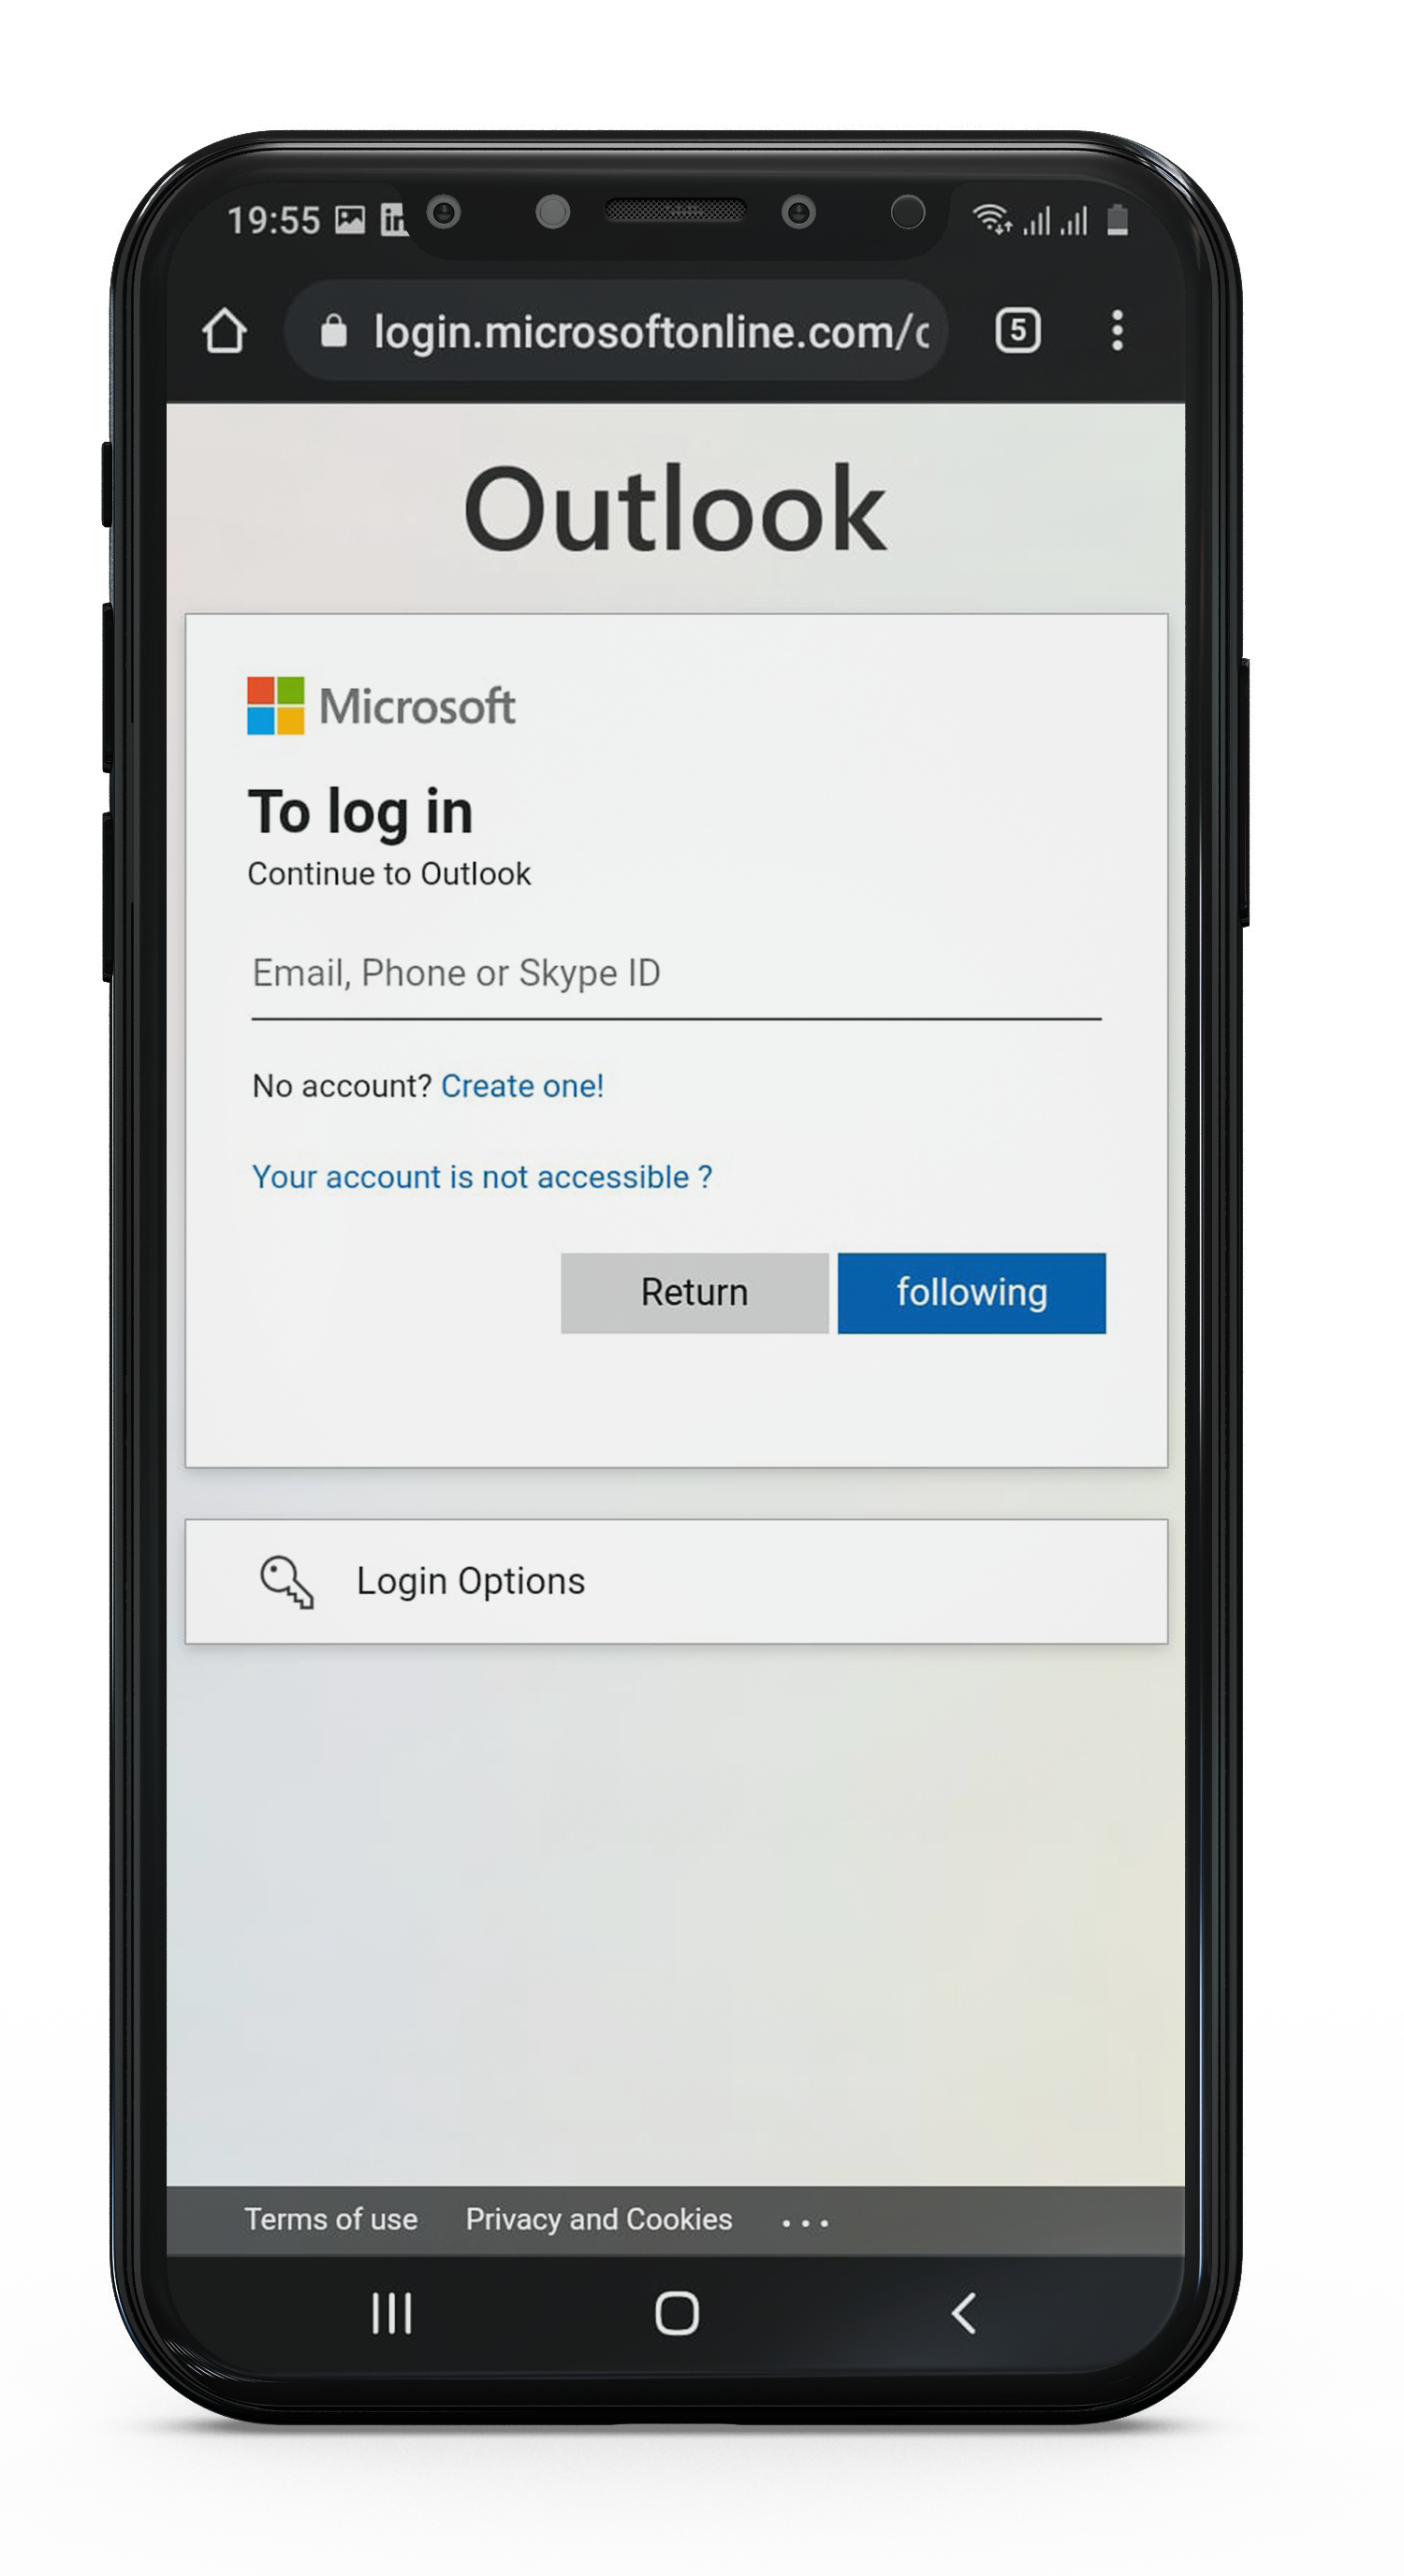 19:55
login.microsoftonline.com/c
5
Outlook
Microsoft
To log in
Continue to Outlook
Email, Phone or Skype ID
No account? Create one!
Your account is not accessible ?
Return following
Login Options
Terms of use Privacy and Cookies ...